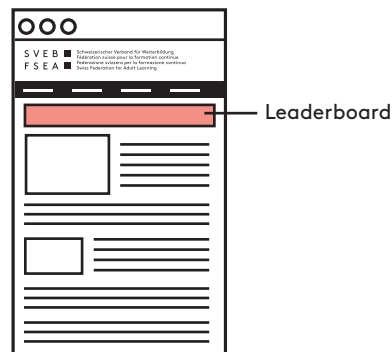 SVEB
FSEA
Schweizerischer Verband für Weiterbildung
Fédération suisse pour la formation continue
Federazione svizzera per la formazione continua
Swiss Federation for Adult Learning
Leaderboard